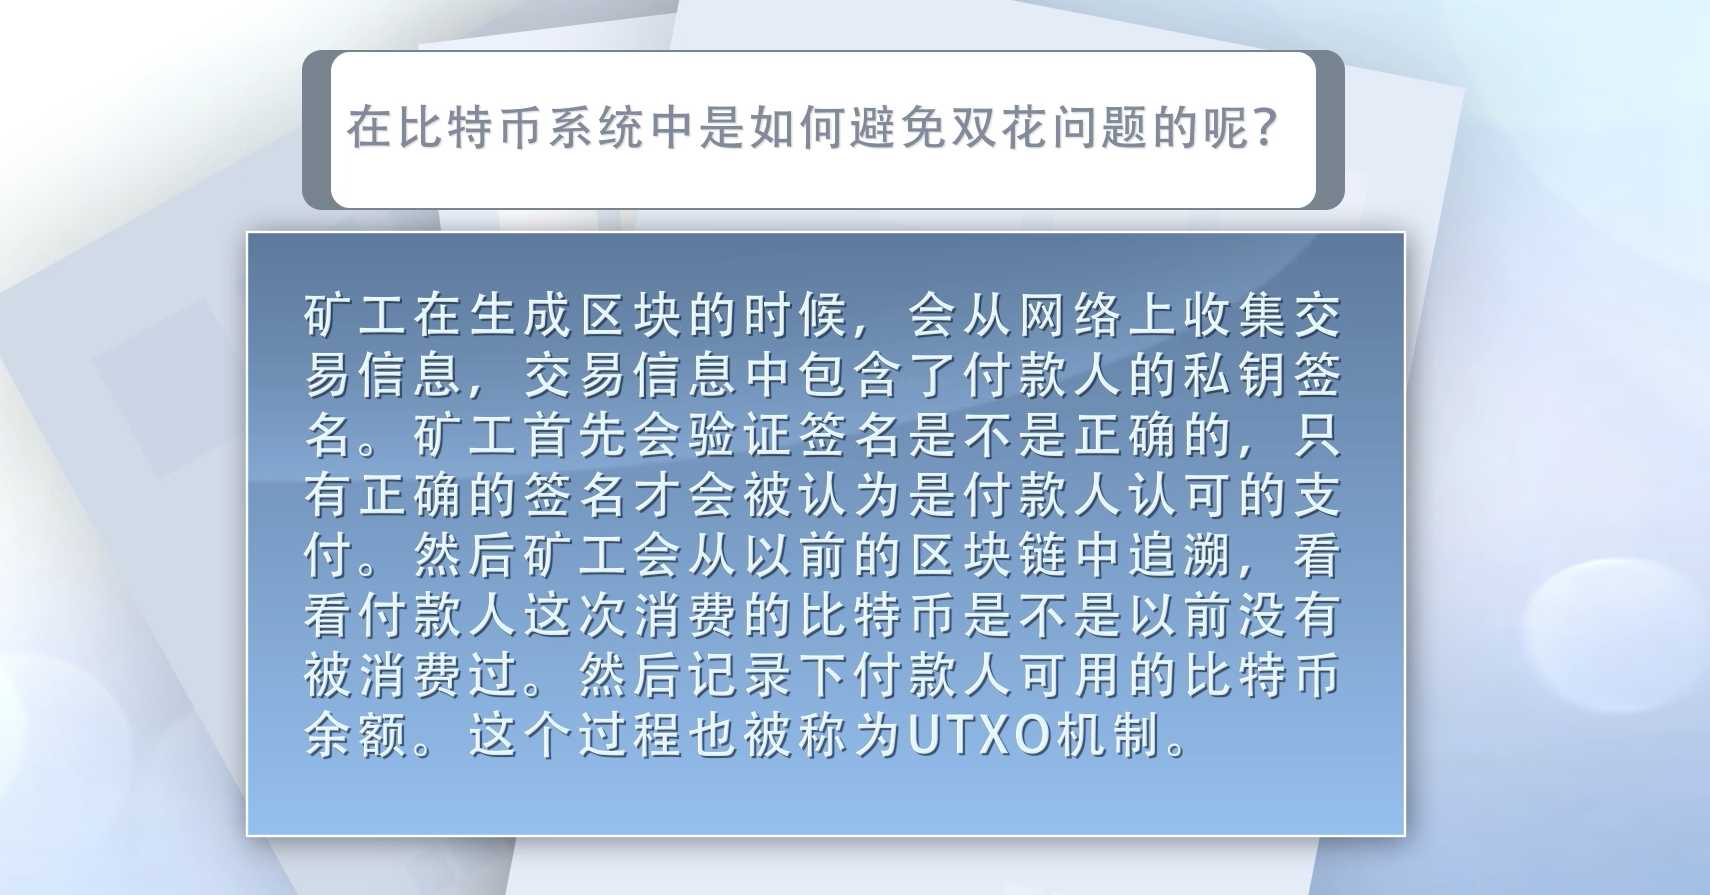 在比特币系统中是如何避免双花问题的呢？
矿工在生成区块的时候，会从网络上收集交
易信息，交易信息中包含了付款人的私钥签
名。矿工首先会验证签名是不是正确的，只
有正确的签名才会被认为是付款人认可的支
付。然后矿工会从以前的区块链中追溯，看
看付款人这次消费的比特币是不是以前没有
被消费过。然后记录下付款人可用的比特币
余额。这个过程也被称为UTXO机制。